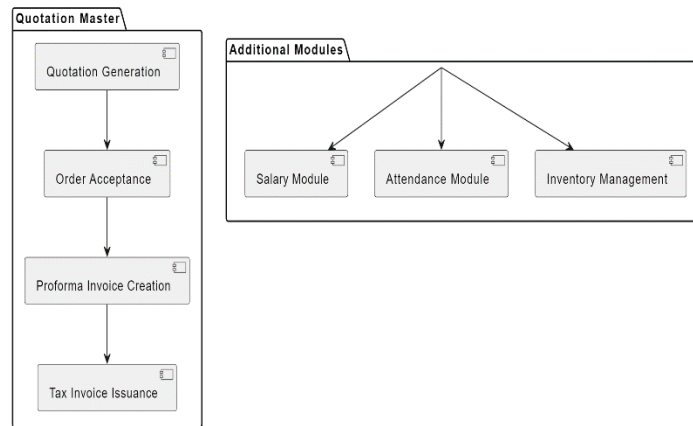 Quotation Master
Quotation Generation
Order Acceptance
Proforma Invoice Creation
Tax Invoice Issuance
Additional Modules
Salary Module
Attendance Module
Inventory Management